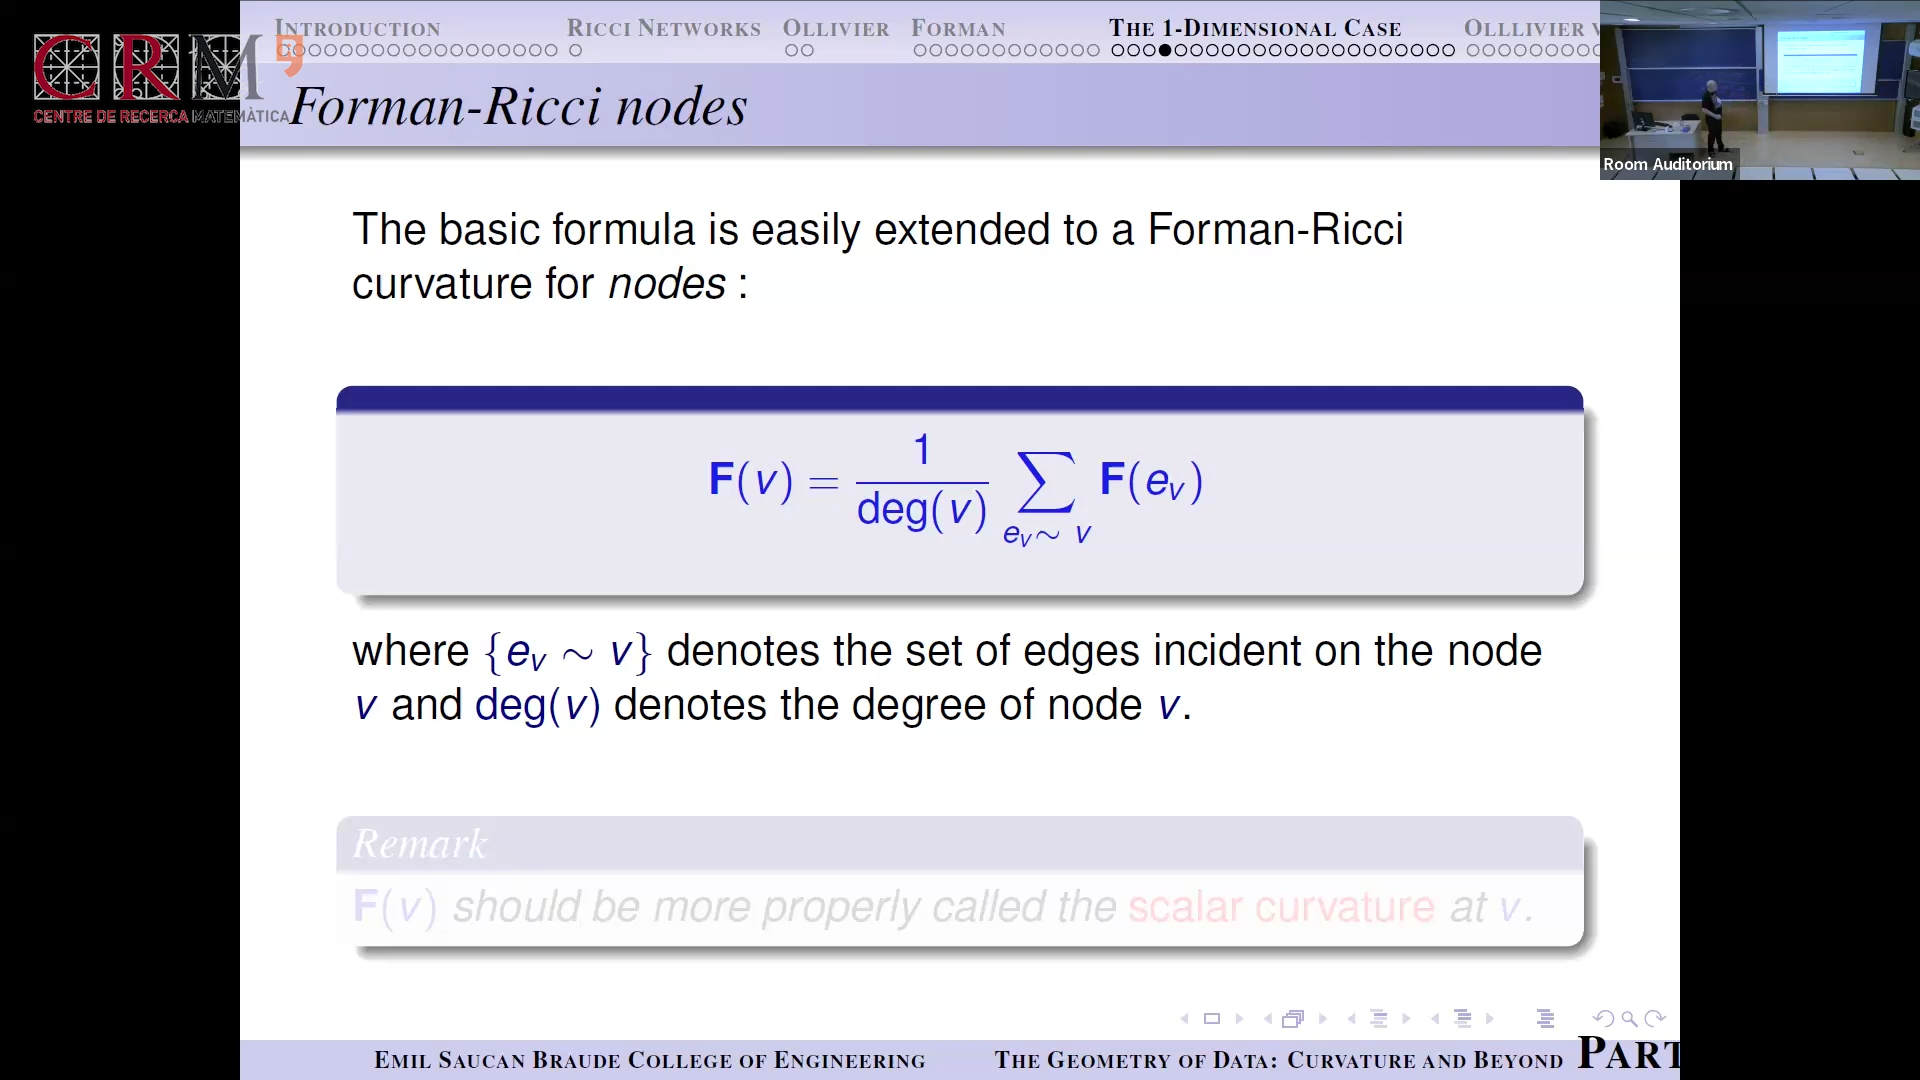 INTRODUCTION RICCI NETWORKS OLLIVIER FORMAN THE 1-DIMENSIONAL CASE OLLLIVIER V
CRM
CENTRE DE RECERCA MATEMÀTICA
Forman-Ricci nodes
Room Auditorium
The basic formula is easily extended to a Forman-Ricci
curvature for nodes :
F(v) = 1/deg(v) ∑_{e_v ∼ v} F(e_v)
where {e_v ∼ v} denotes the set of edges incident on the node
v and deg(v) denotes the degree of node v.
Remark
F(v) should be more properly called the scalar curvature at v.
EMIL SAUCAN BRAUDE COLLEGE OF ENGINEERING THE GEOMETRY OF DATA: CURVATURE AND BEYOND PART